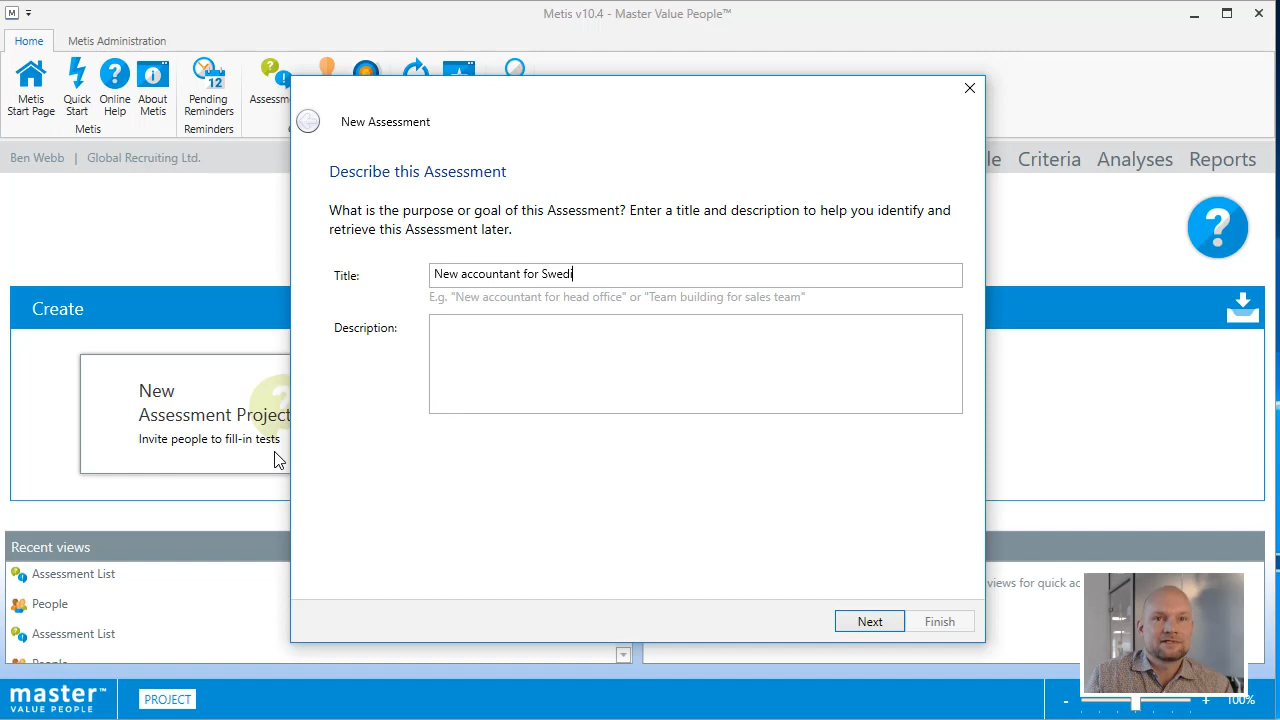 M
Metis v10.4 - Master Value People™
Home
Metis Administration
Metis
Start Page
Quick
Start
Online
Help
About
Metis
12
Pending
Reminders
Metis
Reminders
Ben Webb | Global Recruiting Ltd.
Criteria
Analyses
Reports
New Assessment
Describe this Assessment
What is the purpose or goal of this Assessment? Enter a title and description to help you identify and
retrieve this Assessment later.
Title:
New accountant for Swedi
E.g. "New accountant for head office" or "Team building for sales team"
Description:
Create
New
Assessment Project
Invite people to fill-in tests
Recent views
Assessment List
People
Assessment List
views for quick
Next
Finish
master™
VALUE PEOPLE
PROJECT
-
+
100%